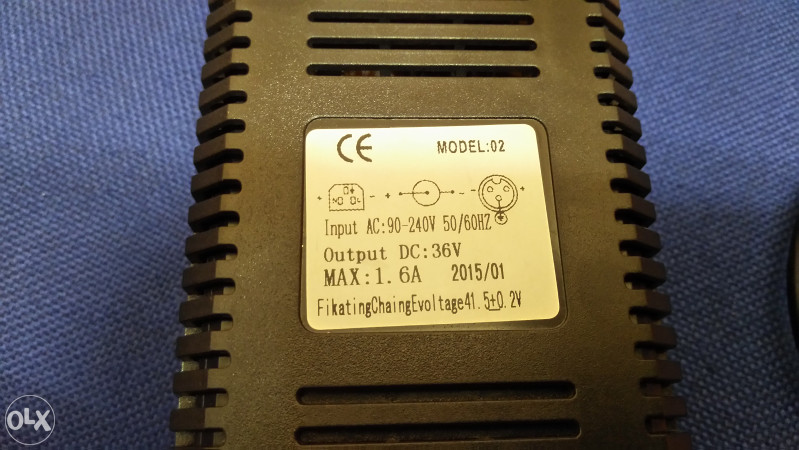 CE MODEL:02
N L
Input AC:90-240V 50/60HZ
Output DC:36V
MAX:1.6A 2015/01
FikatingChaingEvoltage41.5±0.2V
OLX